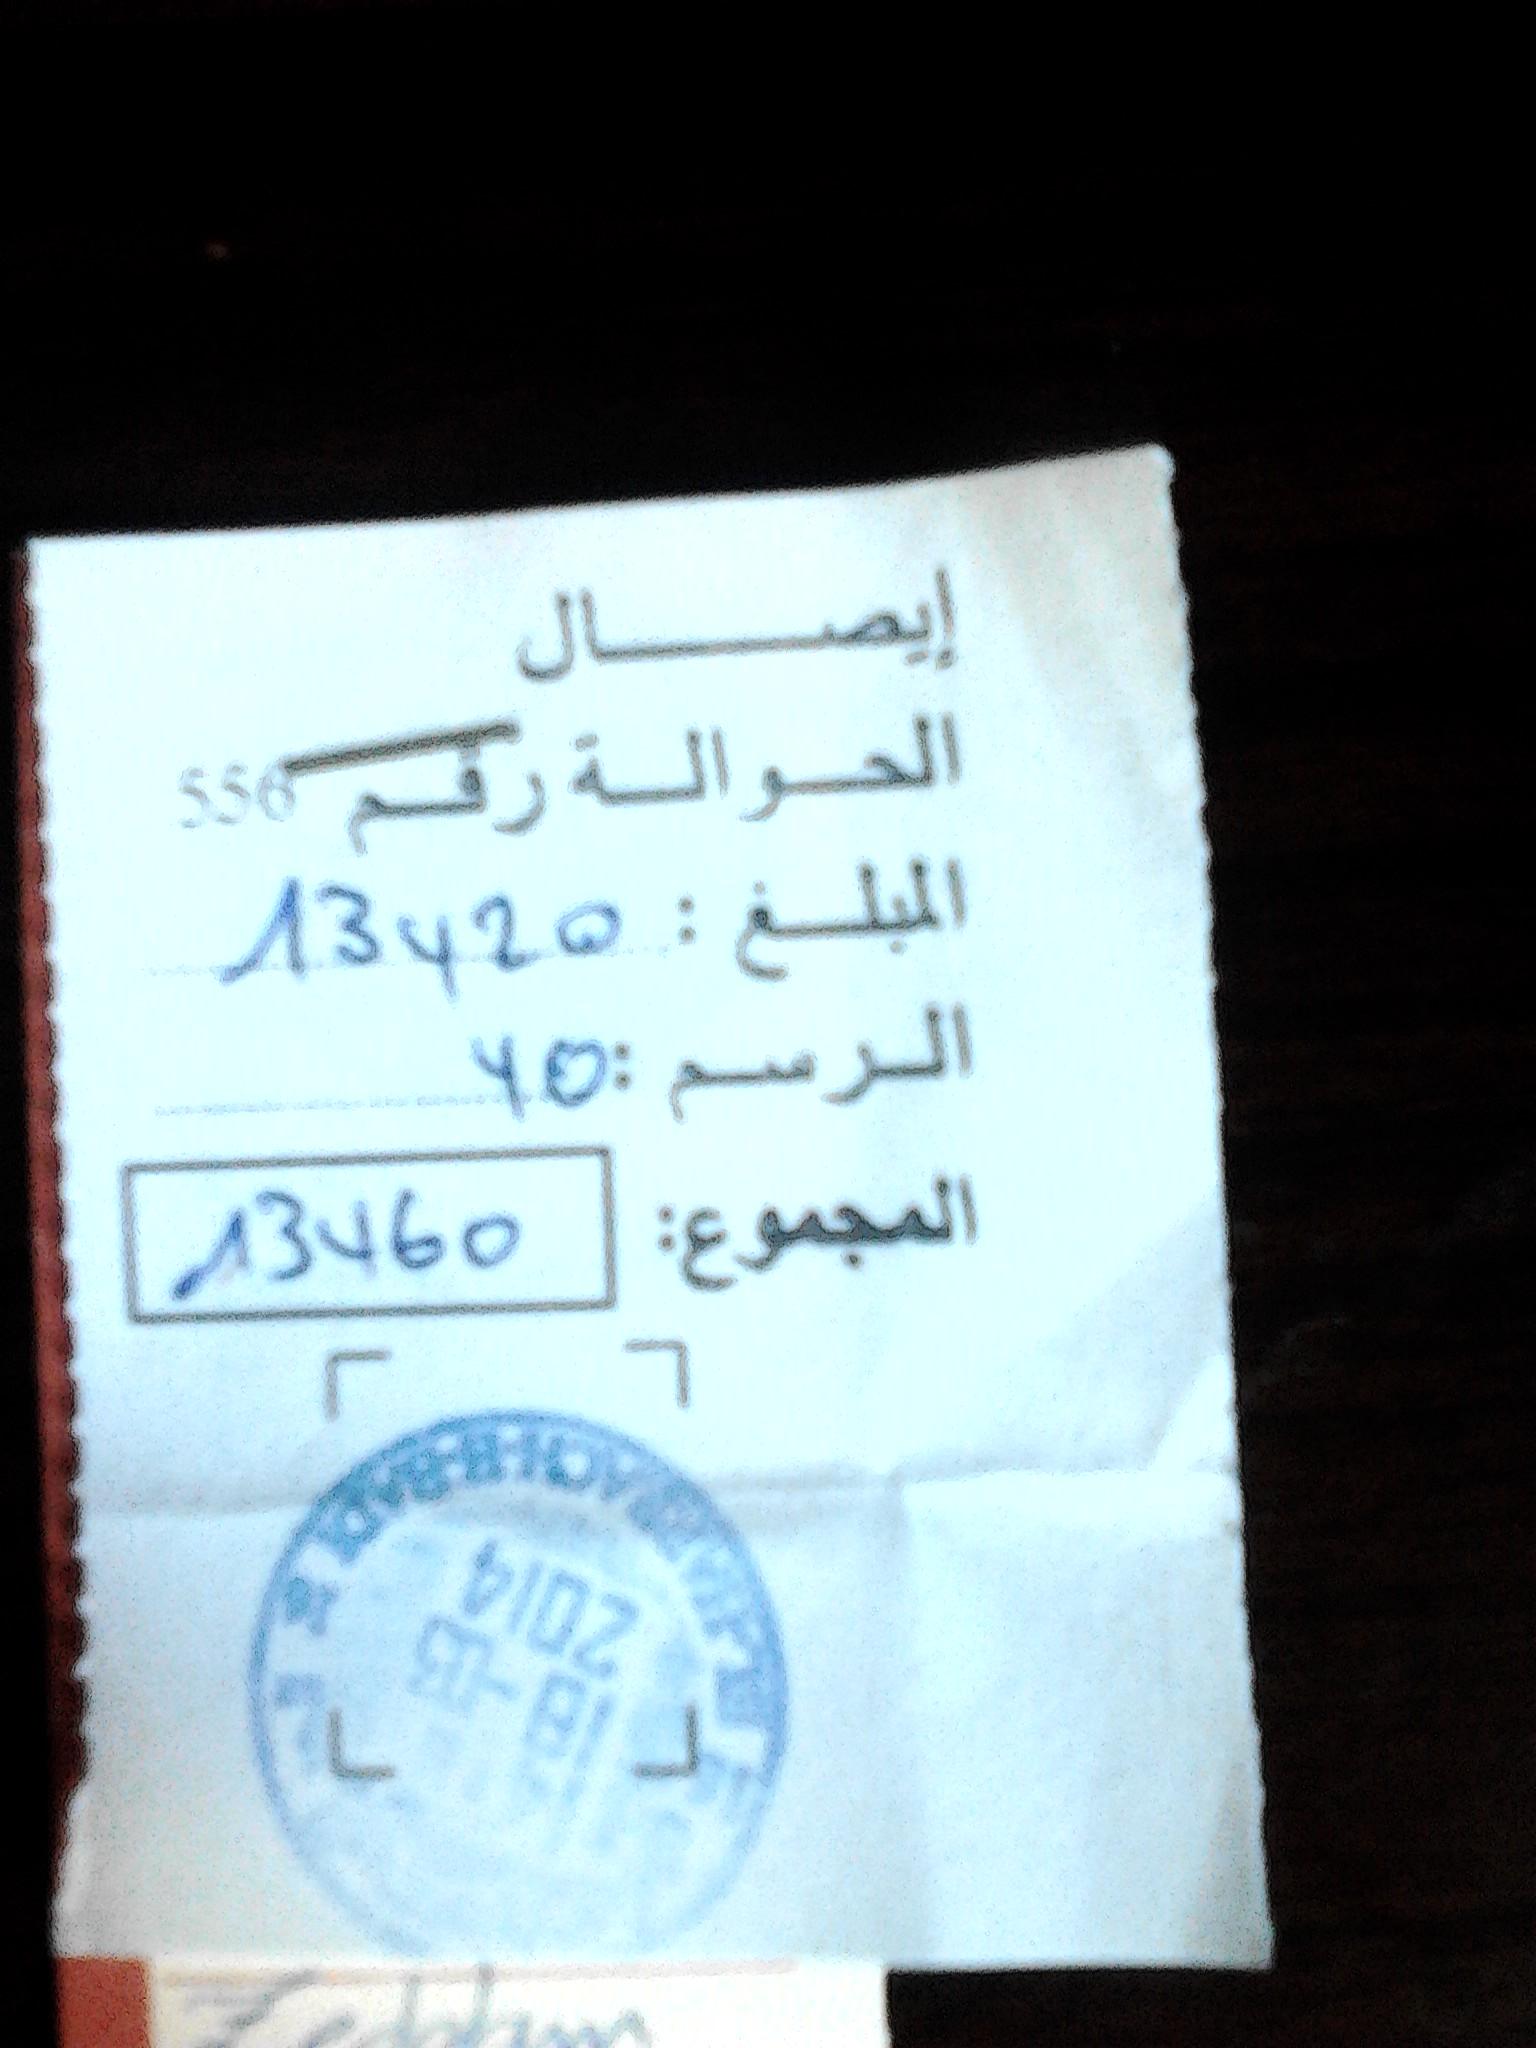 إيصال
الحوالة رقم 556
المبلغ : 13420
الرسم : 40
المجموع: 13460
18 -03
2014